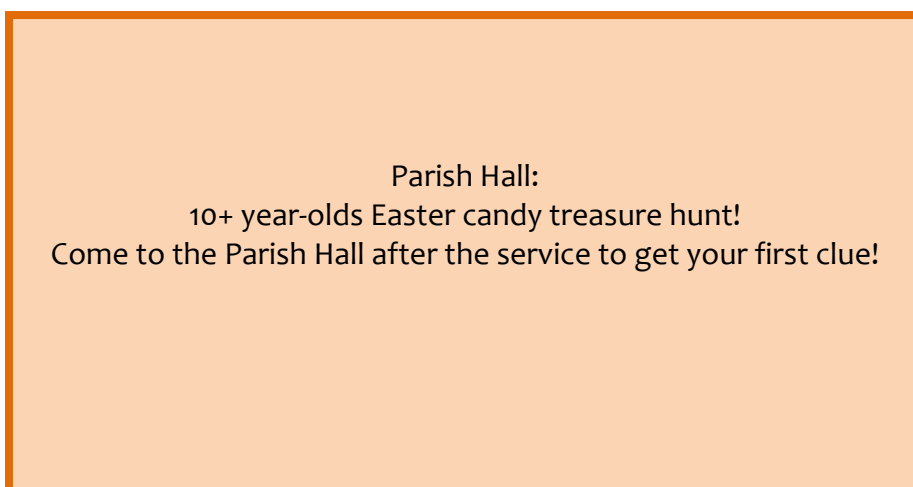 Parish Hall:
10+ year-olds Easter candy treasure hunt!
Come to the Parish Hall after the service to get your first clue!